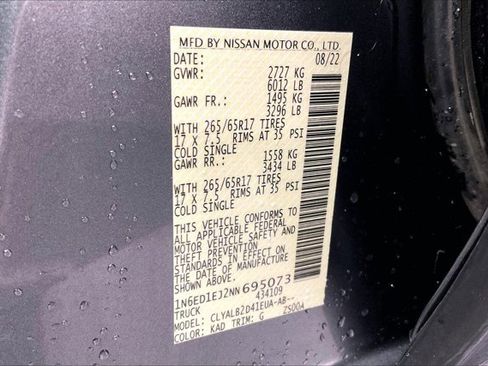 MFD BY NISSAN MOTOR CO., LTD.
DATE: 08/22
GVWR: 2727 KG
6012 LB
GAWR FR.: 1495 KG
3296 LB
WITH 265/65R17 TIRES
17 X 7.5 RIMS AT 35 PSI
COLD SINGLE
GAWR RR.: 1558 KG
3434 LB
WITH 265/65R17 TIRES
17 X 7.5 RIMS AT 35 PSI
COLD SINGLE
THIS VEHICLE CONFORMS TO
ALL APPLICABLE FEDERAL
MOTOR VEHICLE SAFETY AND
THEFT PREVENTION
STANDARDS IN EFFECT ON
THE DATE OF MANUFACTURE
SHOWN ABOVE.
1N6ED1EJ2NN695073
TRUCK 434109
MODEL: CLYALB2D41EUA-AB--
COLOR: KAD TRIM: G ZS00A